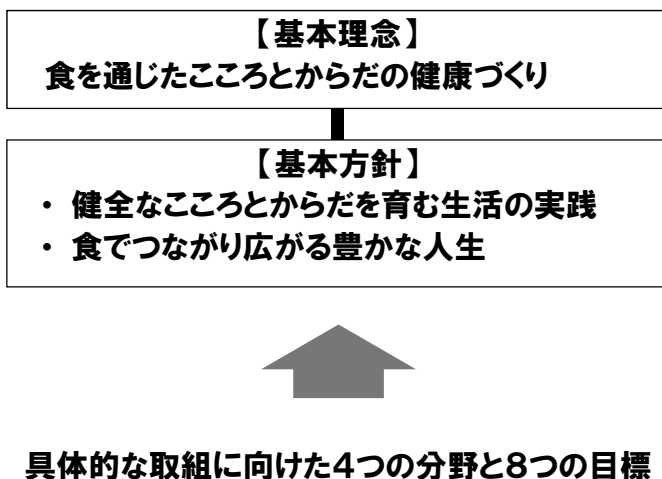 【基本理念】
食を通じたこころとからだの健康づくり
【基本方針】
・ 健全なこころとからだを育む生活の実践
・ 食でつながり広がる豊かな人生
具体的な取組に向けた4つの分野と8つの目標